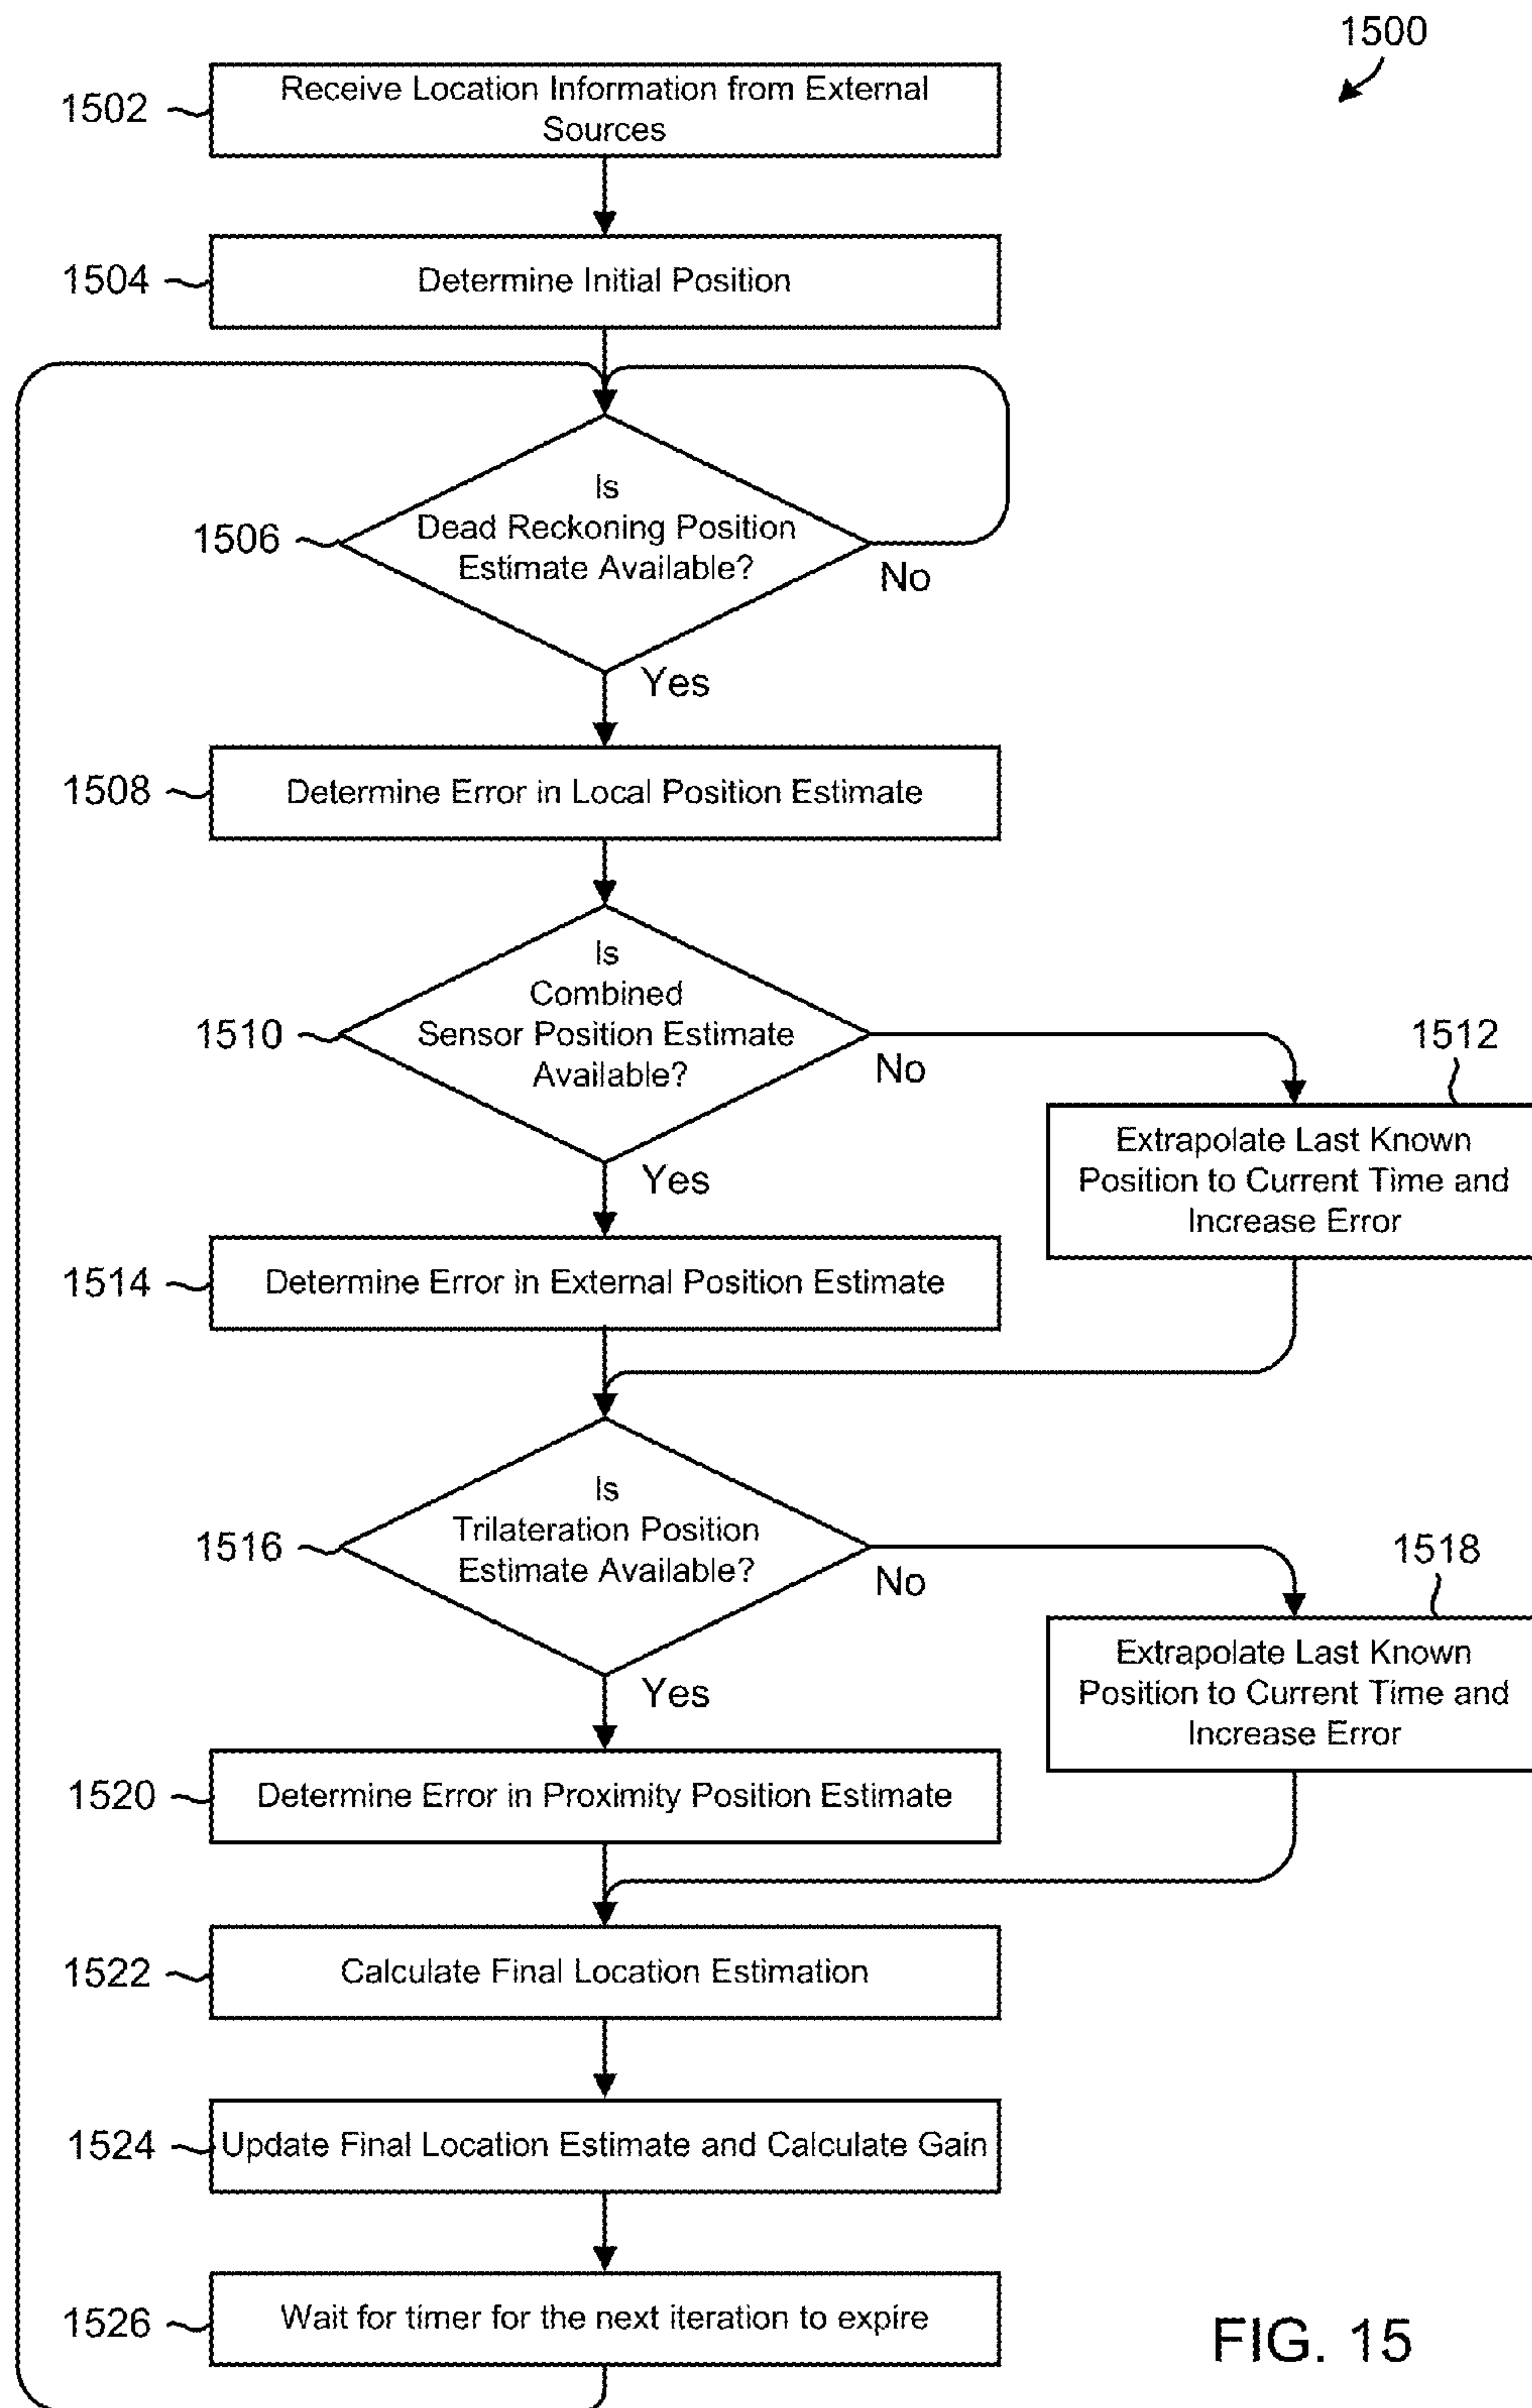 1500
1502
Receive Location Information from External
Sources
1504
Determine Initial Position
1506
Is
Dead Reckoning Position
Estimate Available?
No
Yes
1508
Determine Error in Local Position Estimate
1510
Is
Combined
Sensor Position Estimate
Available?
No
Yes
1512
Extrapolate Last Known
Position to Current Time and
Increase Error
1514
Determine Error in External Position Estimate
1516
Is
Trilateration Position
Estimate Available?
No
Yes
1518
Extrapolate Last Known
Position to Current Time and
Increase Error
1520
Determine Error in Proximity Position Estimate
1522
Calculate Final Location Estimation
1524
Update Final Location Estimate and Calculate Gain
1526
Wait for timer for the next iteration to expire
FIG. 15